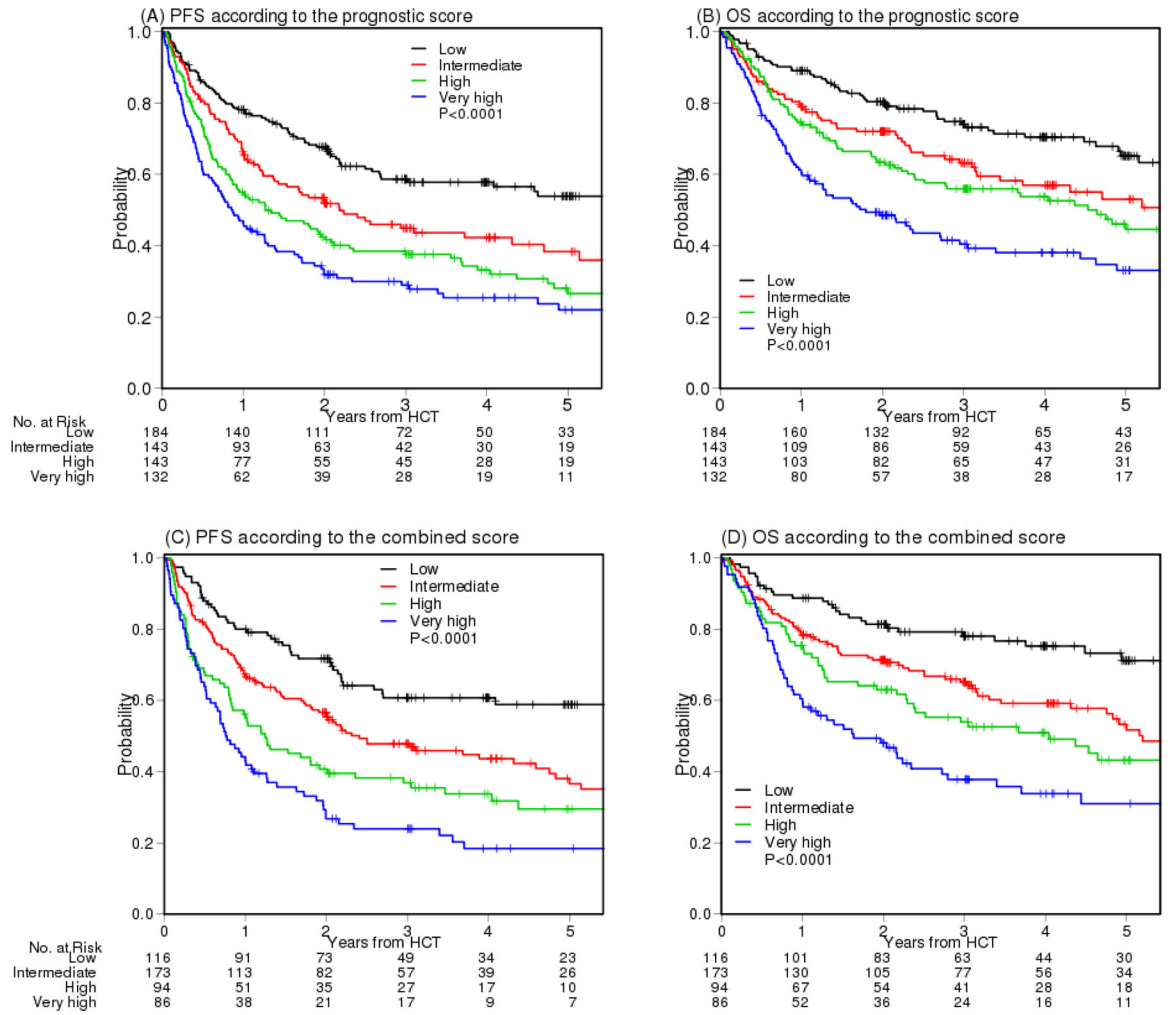 (A) PFS according to the prognostic score
1.0
0.8
0.6
0.4
0.2
0.0
Probability
Low
Intermediate
High
Very high
P<0.0001
0 1 2 3 4 5
Years from HCT
No. at Risk
Low 184 140 111 72 50 33
Intermediate 143 93 63 42 30 19
High 143 77 55 45 28 19
Very high 132 62 39 28 19 11
(B) OS according to the prognostic score
1.0
0.8
0.6
0.4
0.2
0.0
Probability
Low
Intermediate
High
Very high
P<0.0001
0 1 2 3 4 5
Years from HCT
184 160 132 92 65 43
143 109 86 59 43 26
143 103 82 65 47 31
132 80 57 38 28 17
(C) PFS according to the combined score
1.0
0.8
0.6
0.4
0.2
0.0
Probability
Low
Intermediate
High
Very high
P<0.0001
0 1 2 3 4 5
Years from HCT
No. at Risk
Low 116 91 73 49 34 23
Intermediate 173 113 82 57 39 26
High 94 51 35 27 17 10
Very high 86 38 21 17 9 7
(D) OS according to the combined score
1.0
0.8
0.6
0.4
0.2
0.0
Probability
Low
Intermediate
High
Very high
P<0.0001
0 1 2 3 4 5
Years from HCT
116 101 83 63 44 30
173 130 105 77 56 34
94 67 54 41 28 18
86 52 36 24 16 11